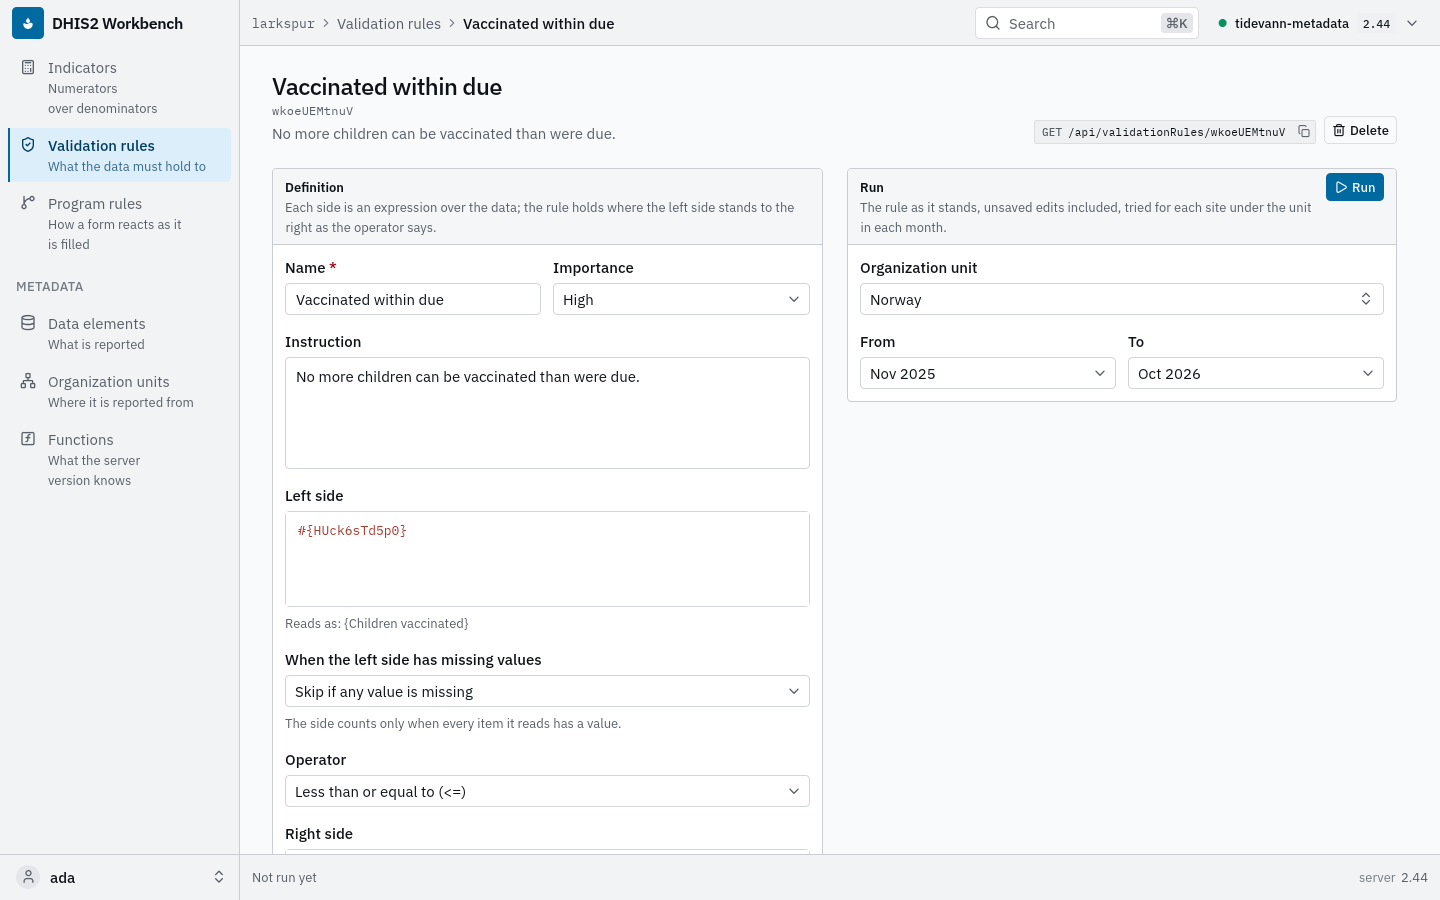 DHIS2 Workbench
larkspur > Validation rules > Vaccinated within due
Search ⌘K
tidevann-metadata 2.44
Indicators
Numerators
over denominators
Validation rules
What the data must hold to
Program rules
How a form reacts as it
is filled
METADATA
Data elements
What is reported
Organization units
Where it is reported from
Functions
What the server
version knows
ada
Vaccinated within due
wkoeUEMtnuV
No more children can be vaccinated than were due.
GET /api/validationRules/wkoeUEMtnuV
Delete
Definition
Each side is an expression over the data; the rule holds where the left side stands to the
right as the operator says.
Name *
Importance
Vaccinated within due
High
Instruction
No more children can be vaccinated than were due.
Left side
#{HUck6sTd5p0}
Reads as: {Children vaccinated}
When the left side has missing values
Skip if any value is missing
The side counts only when every item it reads has a value.
Operator
Less than or equal to (<=)
Right side
Run
Run
The rule as it stands, unsaved edits included, tried for each site under the unit
in each month.
Organization unit
Norway
From
To
Nov 2025
Oct 2026
Not run yet
server 2.44